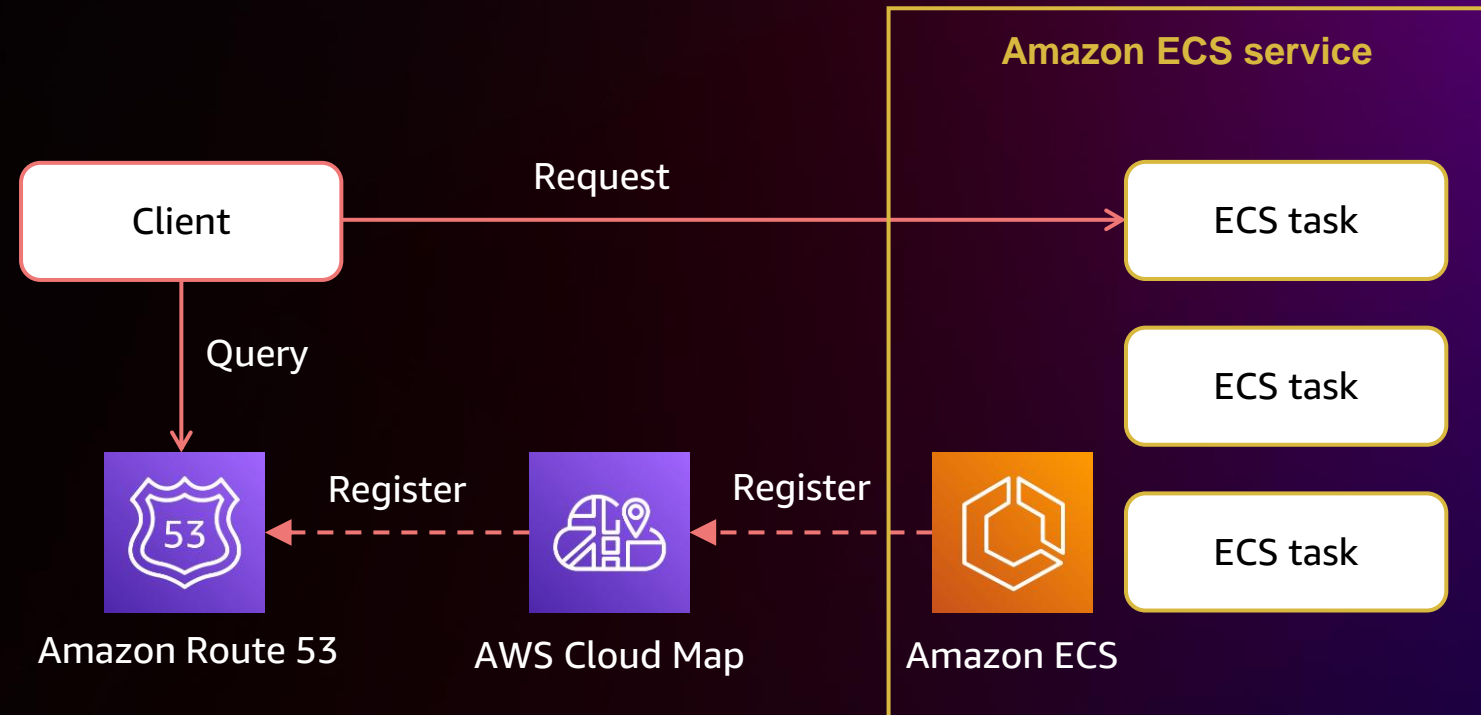 Amazon ECS service
Request
Client
ECS task
Query
ECS task
Register
Register
53
ECS task
Amazon Route 53
AWS Cloud Map
Amazon ECS